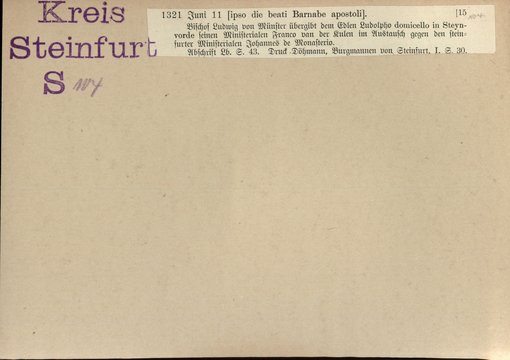 Kreis
Steinfurt
S 104
1321 Juni 11 [ipso die beati Barnabe apostoli]. [15
Bischof Ludwig von Münster übergibt dem Edlen Ludolpho domicello in Steyn-
vorde seinen Ministerialen Franco van der Kulen im Austausch gegen den stein-
furter Ministerialen Johannes de Monasterio.
Abschrift Lb. S. 43. Druck Döhmann, Burgmannen von Steinfurt, I. S. 30.